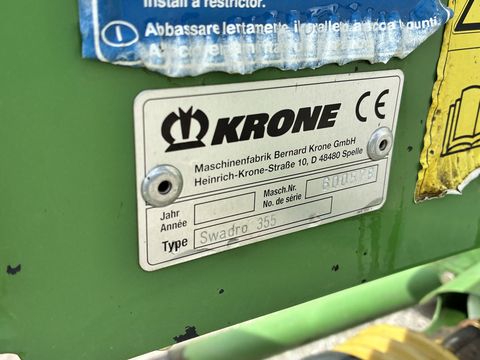 install a restrictor.
Abbassare lettamente
KRONE CE
Maschinenfabrik Bernard Krone GmbH
Heinrich-Krone-Straße 10, D 48480 Spelle
Jahr
Année
Masch.Nr.
No. de série
Type Swadro 355